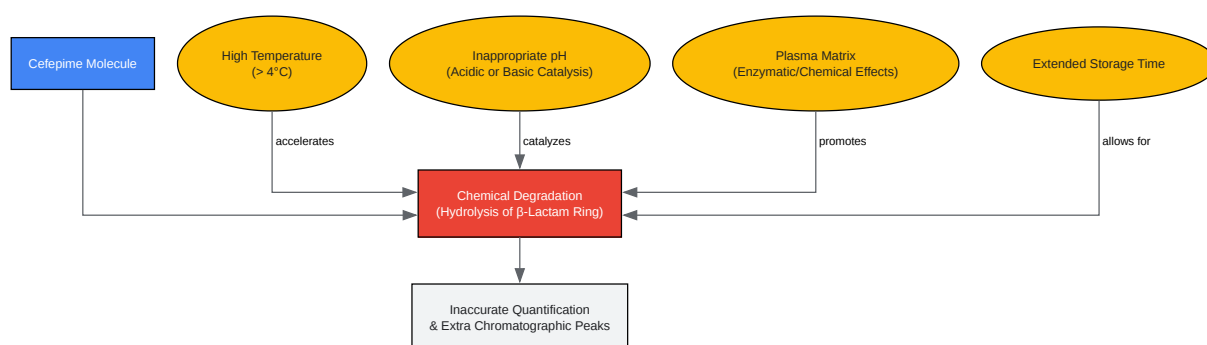 Cefepime Molecule
High Temperature
(> 4°C)
Inappropriate pH
(Acidic or Basic Catalysis)
Plasma Matrix
(Enzymatic/Chemical Effects)
Extended Storage Time
accelerates
catalyzes
promotes
allows for
Chemical Degradation
(Hydrolysis of β-Lactam Ring)
Inaccurate Quantification
& Extra Chromatographic Peaks